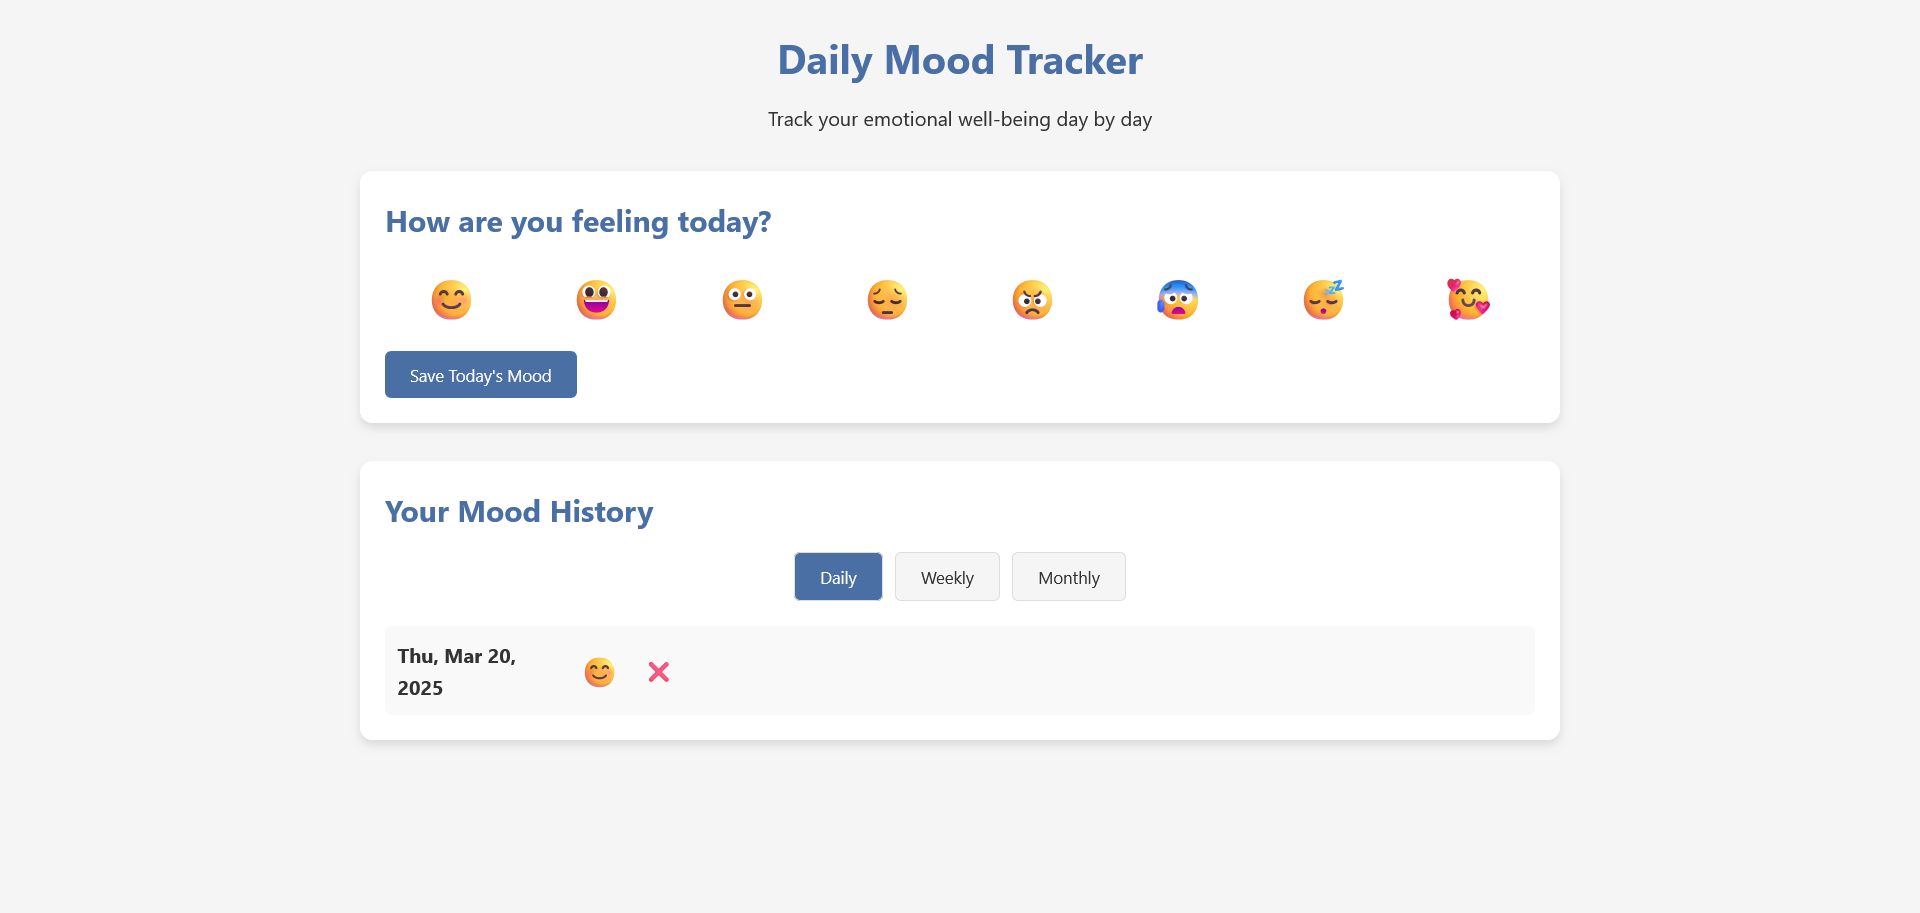 Daily Mood Tracker
Track your emotional well-being day by day
How are you feeling today?
Save Today's Mood
Your Mood History
Daily
Weekly
Monthly
Thu, Mar 20,
2025